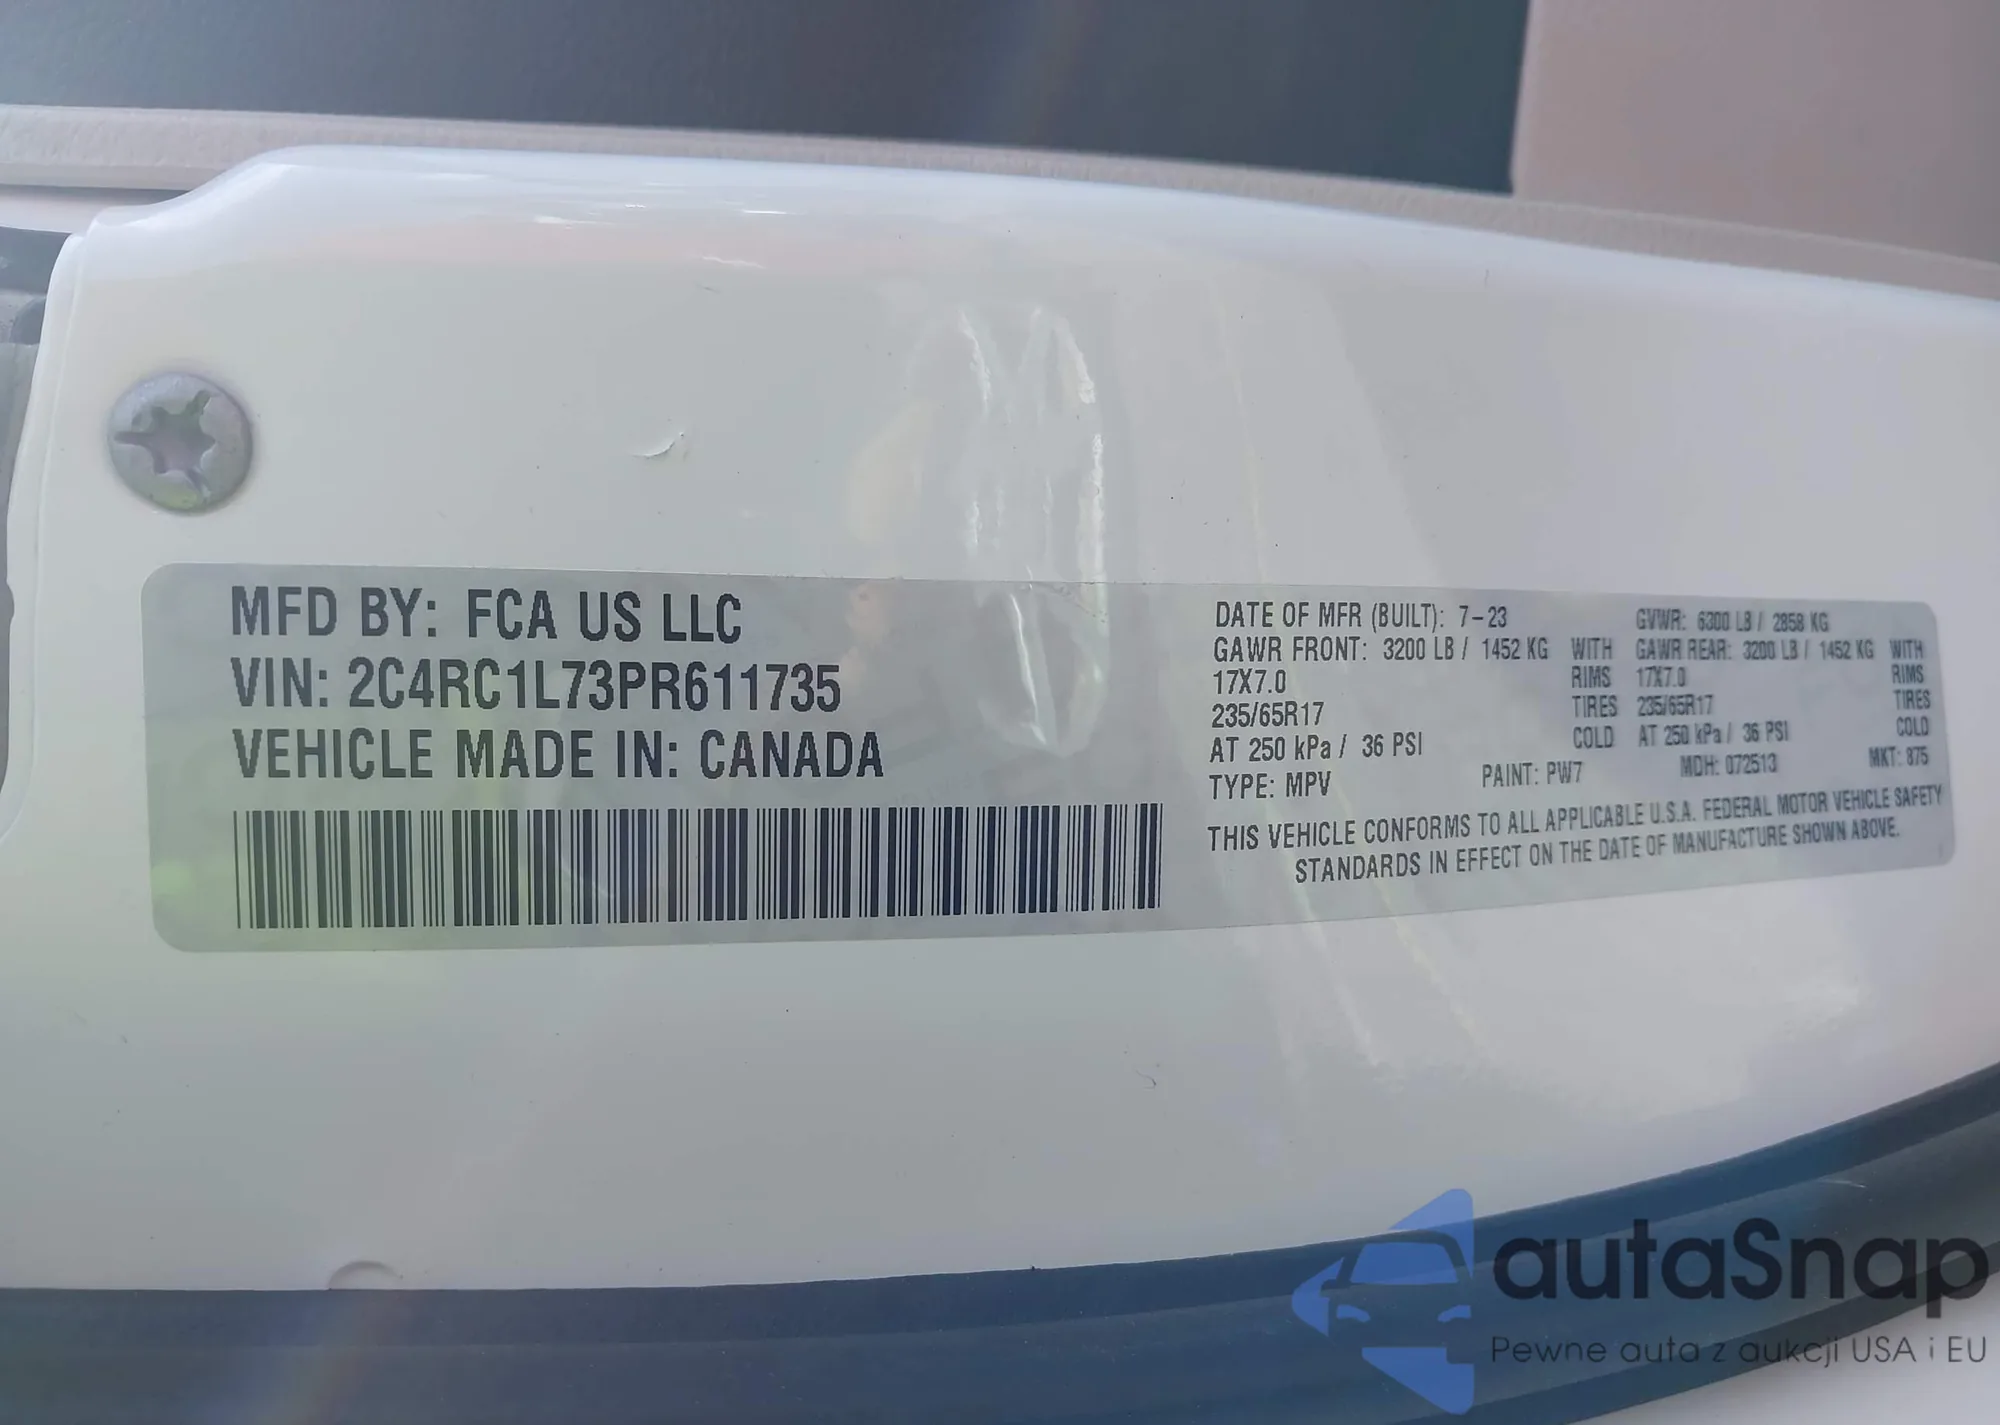 MFD BY: FCA US LLC
VIN: 2C4RC1L73PR611735
VEHICLE MADE IN: CANADA
DATE OF MFR (BUILT): 7-23 GVWR: 6300 LB / 2858 KG
GAWR FRONT: 3200 LB / 1452 KG WITH GAWR REAR: 3200 LB / 1452 KG WITH
17X7.0 RIMS 17X7.0 RIMS
235/65R17 TIRES 235/65R17 TIRES
AT 250 kPa / 36 PSI COLD AT 250 kPa / 36 PSI COLD
TYPE: MPV PAINT: PW7 MDH: 072513 MKT: 875
THIS VEHICLE CONFORMS TO ALL APPLICABLE U.S.A. FEDERAL MOTOR VEHICLE SAFETY
STANDARDS IN EFFECT ON THE DATE OF MANUFACTURE SHOWN ABOVE.
autaSnap
Pewne auta z aukcji USA i EU